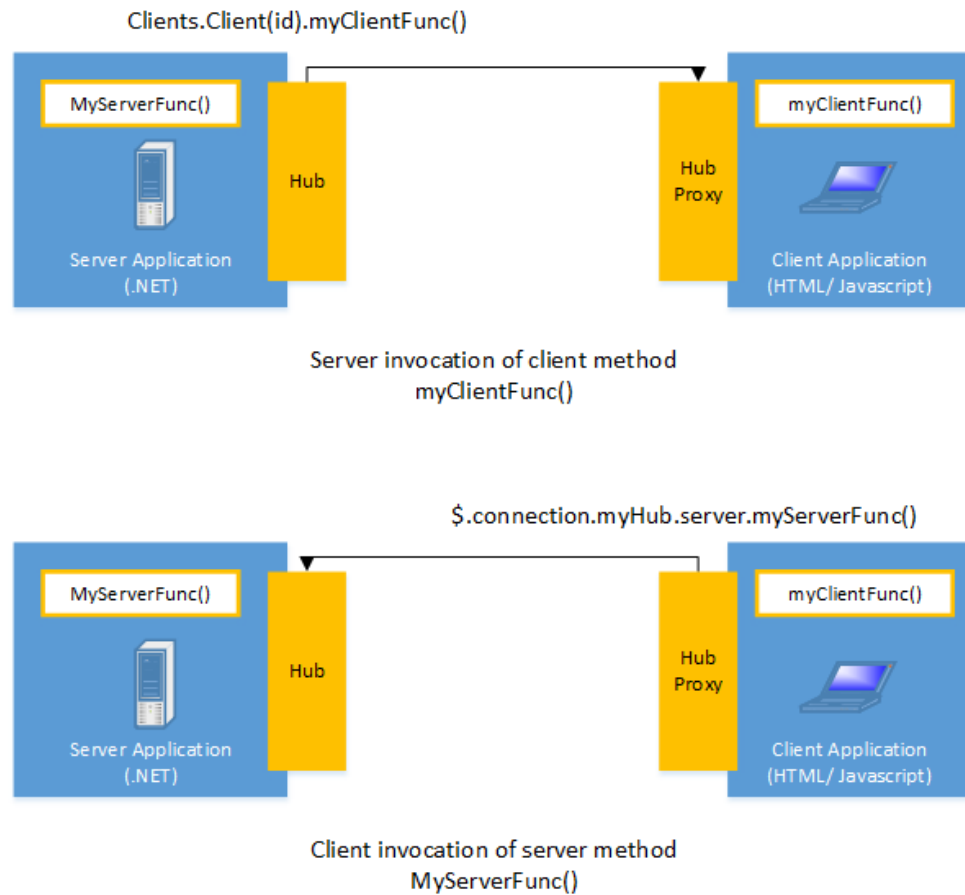 Clients.Client(id).myClientFunc()
MyServerFunc()
Hub
Server Application
(.NET)
Hub
Proxy
myClientFunc()
Client Application
(HTML/ Javascript)
Server invocation of client method
myClientFunc()
$.connection.myHub.server.myServerFunc()
MyServerFunc()
Hub
Server Application
(.NET)
Hub
Proxy
myClientFunc()
Client Application
(HTML/ Javascript)
Client invocation of server method
MyServerFunc()